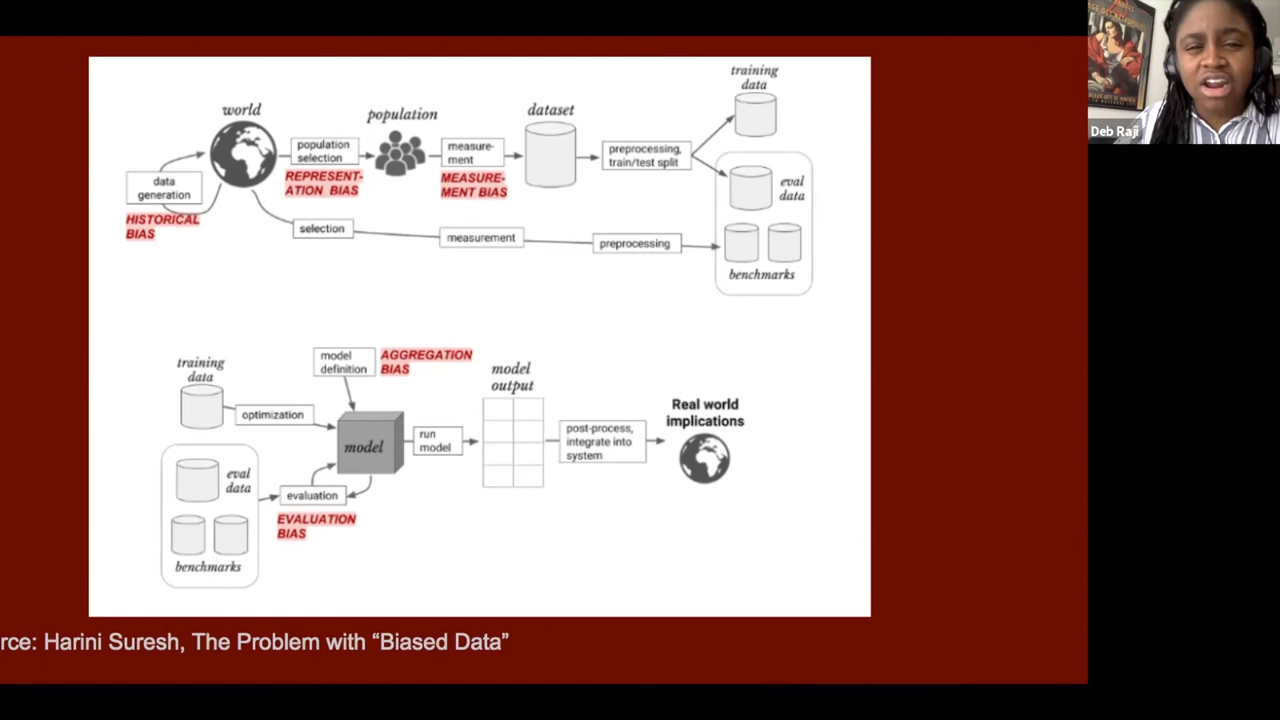 Deb Raji
world
population
dataset
training
data
data
generation
HISTORICAL
BIAS
population
selection
REPRESENT-
ATION BIAS
measure-
ment
MEASURE-
MENT BIAS
preprocessing,
train/test split
eval
data
benchmarks
selection
measurement
preprocessing
training
data
optimization
model
definition
AGGREGATION
BIAS
model
eval
data
benchmarks
evaluation
EVALUATION
BIAS
run
model
model
output
post-process,
integrate into
system
Real world
implications
rce: Harini Suresh, The Problem with “Biased Data”